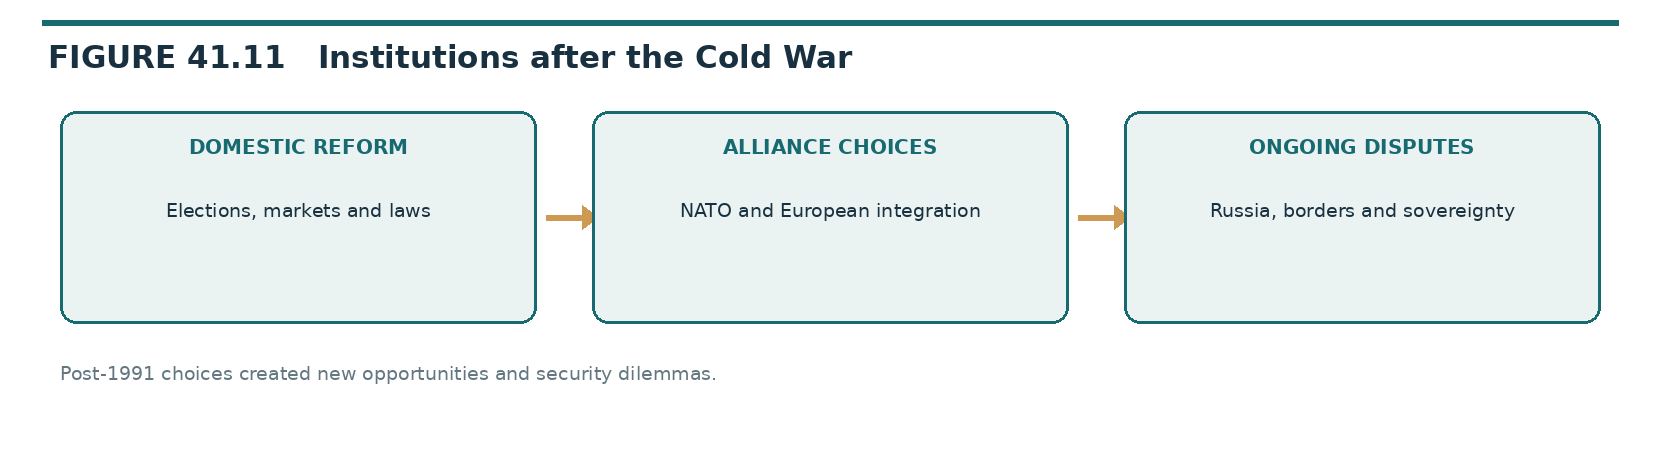 FIGURE 41.11 Institutions after the Cold War
DOMESTIC REFORM
Elections, markets and laws
ALLIANCE CHOICES
NATO and European integration
ONGOING DISPUTES
Russia, borders and sovereignty
Post-1991 choices created new opportunities and security dilemmas.